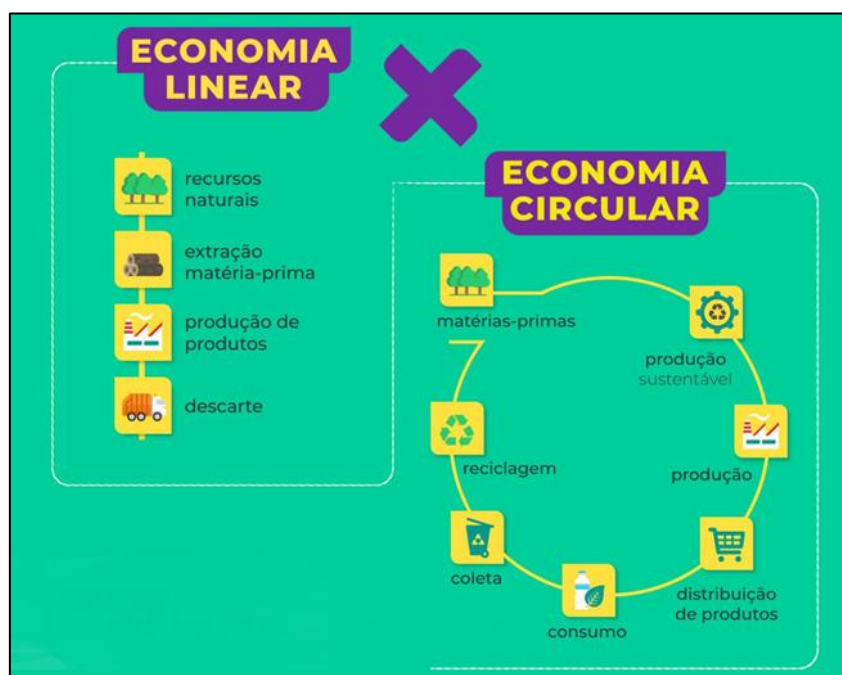 ECONOMIA
LINEAR
recursos
naturais
extração
matéria-prima
produção de
produtos
descarte
ECONOMIA
CIRCULAR
matérias-primas
produção
sustentável
produção
distribuição
de produtos
consumo
coleta
reciclagem